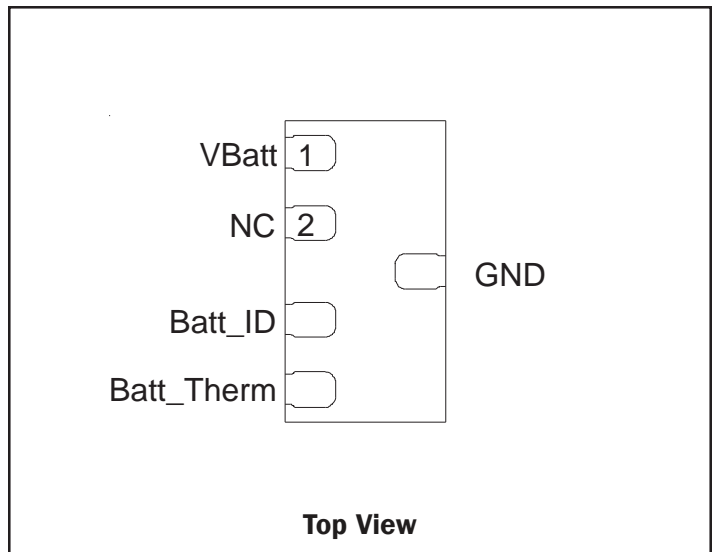 VBatt 1
NC 2
GND
Batt_ID
Batt_Therm
Top View